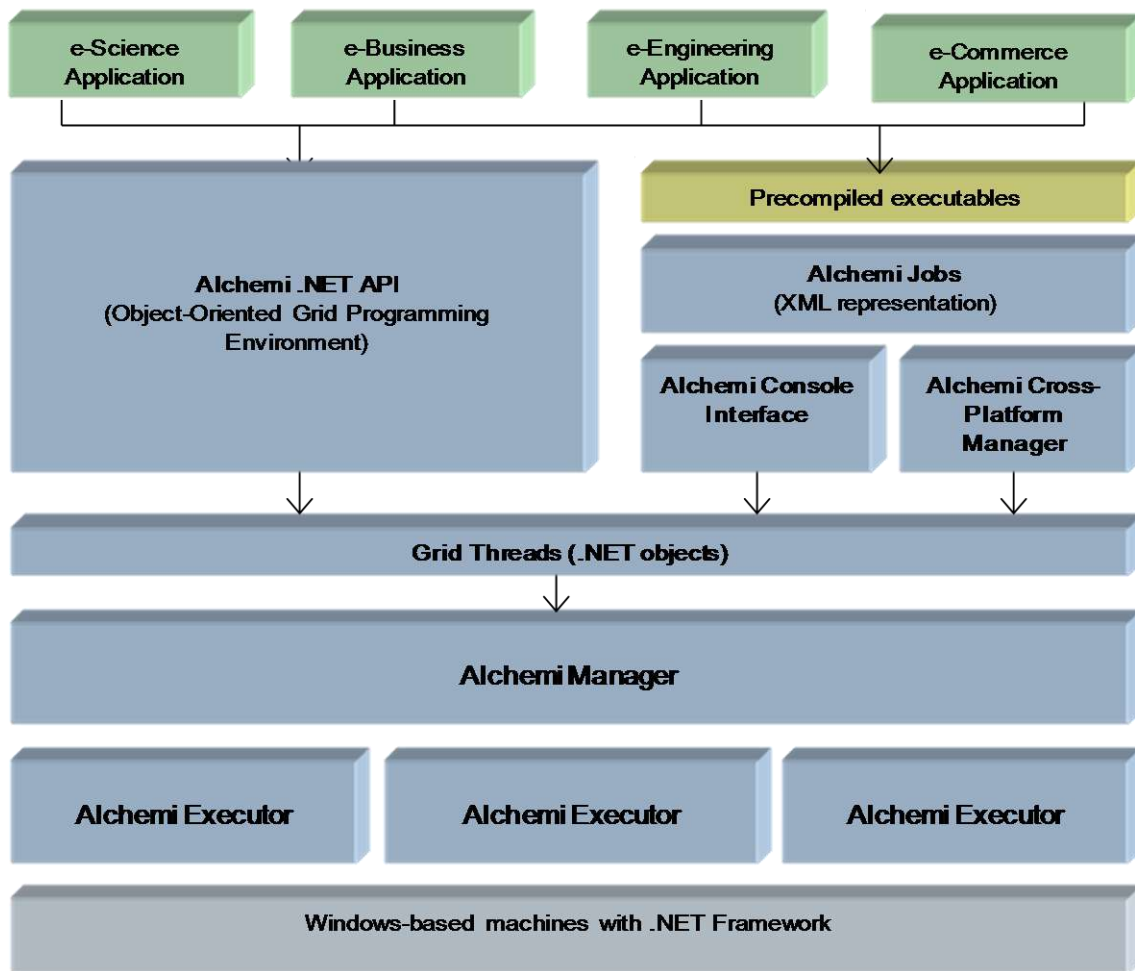 e-Science
Application
e-Business
Application
e-Engineering
Application
e-Commerce
Application
Alchemi .NET API
(Object-Oriented Grid Programming
Environment)
Precompiled executables
Alchemi Jobs
(XML representation)
Alchemi Console
Interface
Alchemi Cross-
Platform
Manager
Grid Threads (.NET objects)
Alchemi Manager
Alchemi Executor
Alchemi Executor
Alchemi Executor
Windows-based machines with .NET Framework